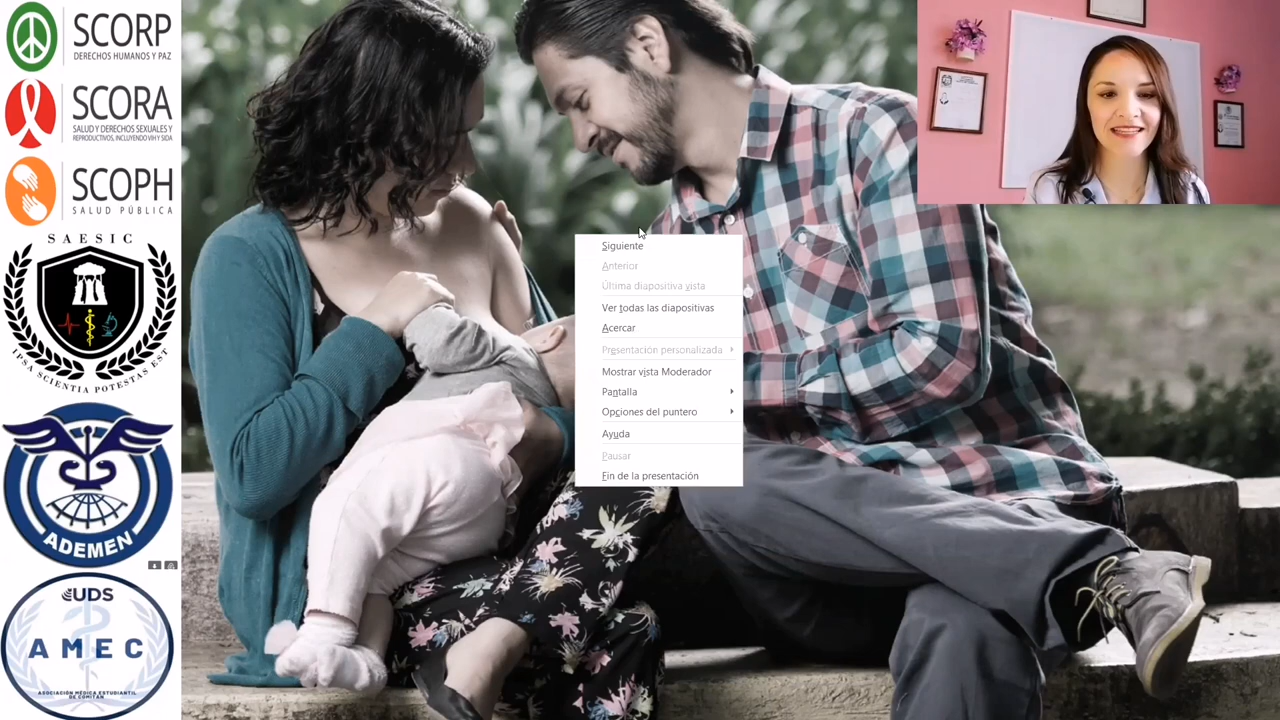 SCORP
DERECHOS HUMANOS Y PAZ
SCORA
SALUD Y DERECHOS SEXUALES Y
REPRODUCTIVOS, INCLUYENDO VIH Y SIDA
SCOPH
SALUD PÚBLICA
SAESIC
IPSA SCIENTIA POTESTAS EST
ADEMEN
UDS
AMEC
ASOCIACIÓN MÉDICA ESTUDIANTIL
DE COMITÁN
Siguiente
Anterior
Última diapositiva vista
Ver todas las diapositivas
Acercar
Presentación personalizada
Mostrar vista Moderador
Pantalla
Opciones del puntero
Ayuda
Pausar
Fin de la presentación